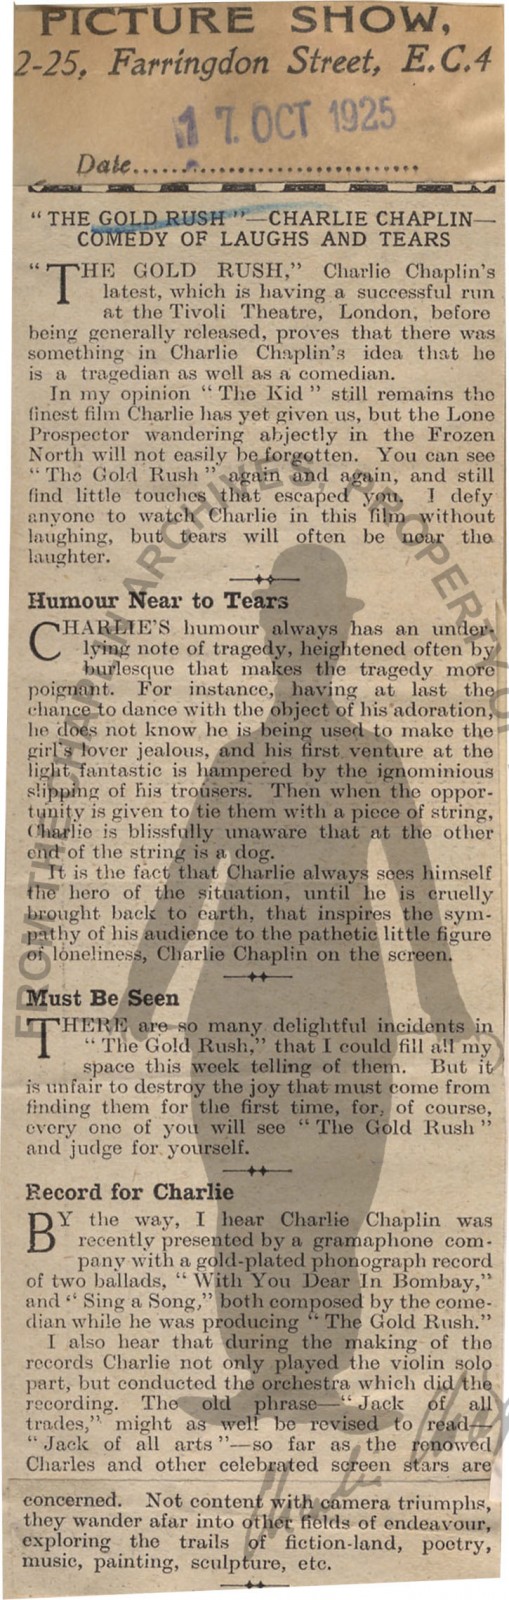 PICTURE SHOW,
2-25, Farringdon Street, E.C.4
17 OCT 1925
Date..............................
"THE GOLD RUSH"—CHARLIE CHAPLIN—
COMEDY OF LAUGHS AND TEARS
"THE GOLD RUSH," Charlie Chaplin's
latest, which is having a successful run
at the Tivoli Theatre, London, before
being generally released, proves that there was
something in Charlie Chaplin's idea that he
is a tragedian as well as a comedian.
In my opinion "The Kid" still remains the
finest film Charlie has yet given us, but the Lone
Prospector wandering abjectly in the Frozen
North will not easily be forgotten. You can see
"The Gold Rush" again and again, and still
find little touches that escaped you. I defy
anyone to watch Charlie in this film without
laughing, but tears will often be near the
laughter.
Humour Near to Tears
CHARLIE'S humour always has an under-
lying note of tragedy, heightened often by
burlesque that makes the tragedy more
poignant. For instance, having at last the
chance to dance with the object of his adoration,
he does not know he is being used to make the
girl's lover jealous, and his first venture at the
light fantastic is hampered by the ignominious
slipping of his trousers. Then when the oppor-
tunity is given to tie them with a piece of string,
Charlie is blissfully unaware that at the other
end of the string is a dog.
It is the fact that Charlie always sees himself
the hero of the situation, until he is cruelly
brought back to earth, that inspires the sym-
pathy of his audience to the pathetic little figure
of loneliness, Charlie Chaplin on the screen.
Must Be Seen
THERE are so many delightful incidents in
"The Gold Rush," that I could fill all my
space this week telling of them. But it
is unfair to destroy the joy that must come from
finding them for the first time, for, of course,
every one of you will see "The Gold Rush"
and judge for yourself.
Record for Charlie
BY the way, I hear Charlie Chaplin was
recently presented by a gramaphone com-
pany with a gold-plated phonograph record
of two ballads, "With You Dear In Bombay,"
and "Sing a Song," both composed by the come-
dian while he was producing "The Gold Rush."
I also hear that during the making of the
records Charlie not only played the violin solo
part, but conducted the orchestra which did the
recording. The old phrase—"Jack of all
trades," might as well be revised to read—
"Jack of all arts"—so far as the renowed
Charles and other celebrated screen stars are
concerned. Not content with camera triumphs,
they wander afar into other fields of endeavour,
exploring the trails of fiction-land, poetry,
music, painting, sculpture, etc.
FROM THE CHAPLIN ARCHIVES, PROPERTY OF